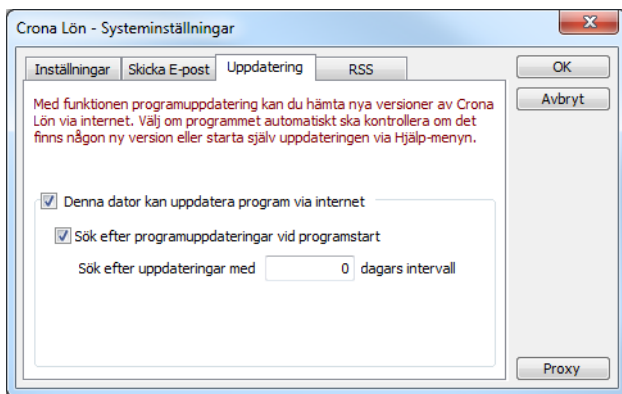 Crona Lön - Systeminställningar
Inställningar Skicka E-post Uppdatering RSS
OK
Avbryt
Med funktionen programuppdatering kan du hämta nya versioner av Crona
Lön via internet. Välj om programmet automatiskt ska kontrollera om det
finns någon ny version eller starta själv uppdateringen via Hjälp-menyn.
Denna dator kan uppdatera program via internet
Sök efter programuppdateringar vid programstart
Sök efter uppdateringar med 0 dagars intervall
Proxy